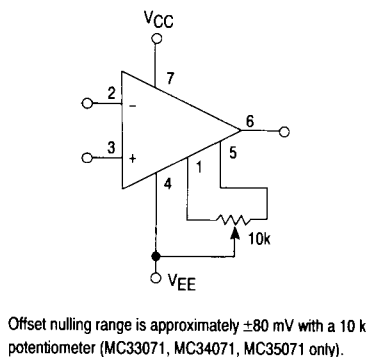 VCC
7
2
-
6
3
+
5
1
4
10k
VEE
Offset nulling range is approximately ±80 mV with a 10 k
potentiometer (MC33071, MC34071, MC35071 only).